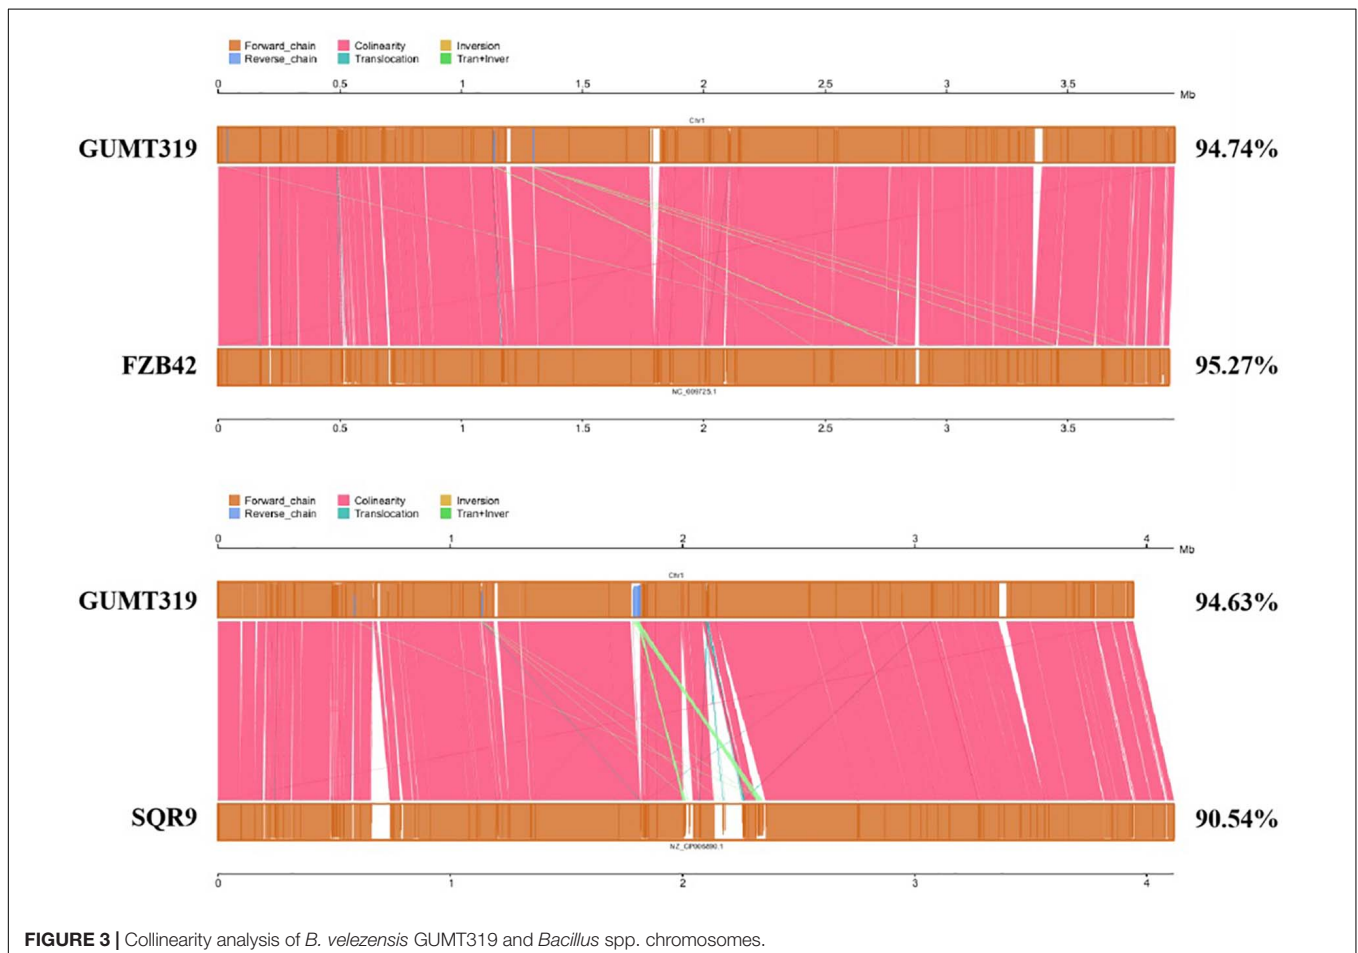 Forward_chain Colinearity Inversion
Reverse_chain Translocation Tran+Inver
0 0.5 1 1.5 2 2.5 3 3.5
Mb
Chr1
GUMT319 94.74%
FZB42 95.27%
NC_009725.1
0 0.5 1 1.5 2 2.5 3 3.5
Forward_chain Colinearity Inversion
Reverse_chain Translocation Tran+Inver
0 1 2 3 4
Mb
Chr1
GUMT319 94.63%
SQR9 90.54%
NZ_CP006890.1
0 1 2 3 4
FIGURE 3 | Collinearity analysis of B. velezensis GUMT319 and Bacillus spp. chromosomes.